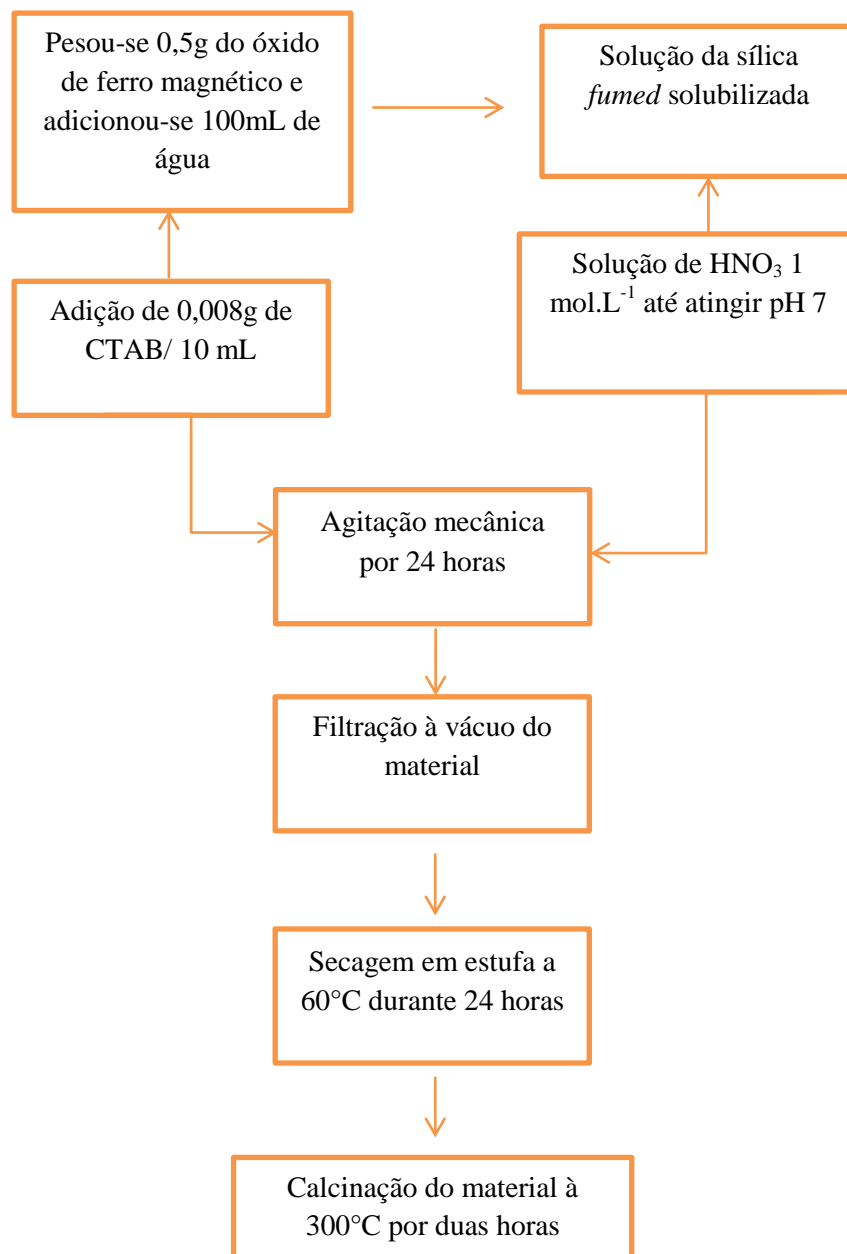 Pesou-se 0,5g do óxido
de ferro magnético e
adicionou-se 100mL de
água
Solução da sílica
fumed solubilizada
Adição de 0,008g de
CTAB/ 10 mL
Solução de HNO₃ 1
mol.L⁻¹ até atingir pH 7
Agitação mecânica
por 24 horas
Filtração à vácuo do
material
Secagem em estufa a
60°C durante 24 horas
Calcinação do material à
300°C por duas horas